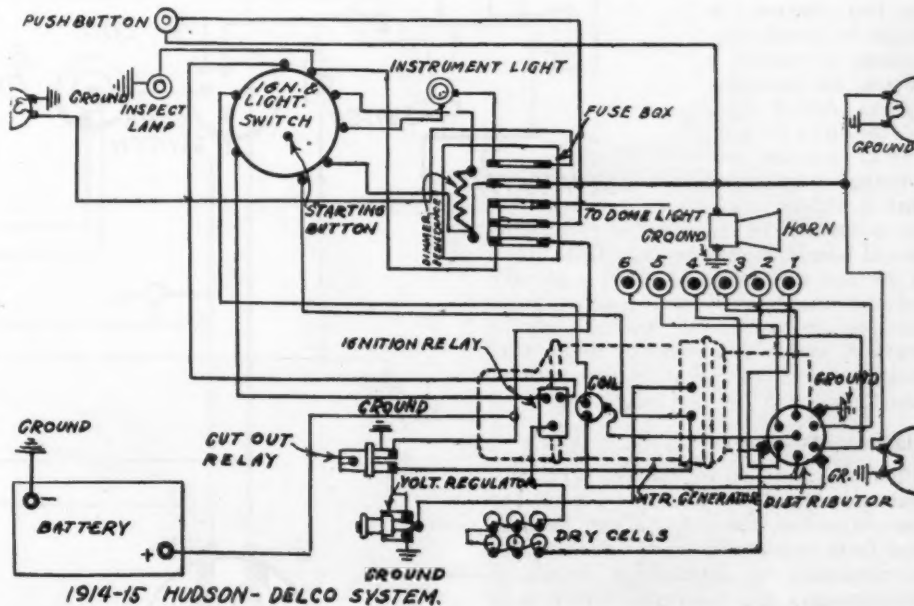 PUSH BUTTON
GROUND
INSPECT
LAMP
IGN. &
LIGHT.
SWITCH
INSTRUMENT LIGHT
FUSE BOX
GROUND
STARTING
BUTTON
DIMMER
TO DOME LIGHT
GROUND
HORN
6 5 4 3 2 1
IGNITION RELAY
COIL
GROUND
GROUND
GROUND
CUT OUT
RELAY
VOLT. REGULATOR
MTR. GENERATOR
GR.
DISTRIBUTOR
BATTERY
-
+
DRY CELLS
GROUND
1914-15 HUDSON-DELCO SYSTEM.